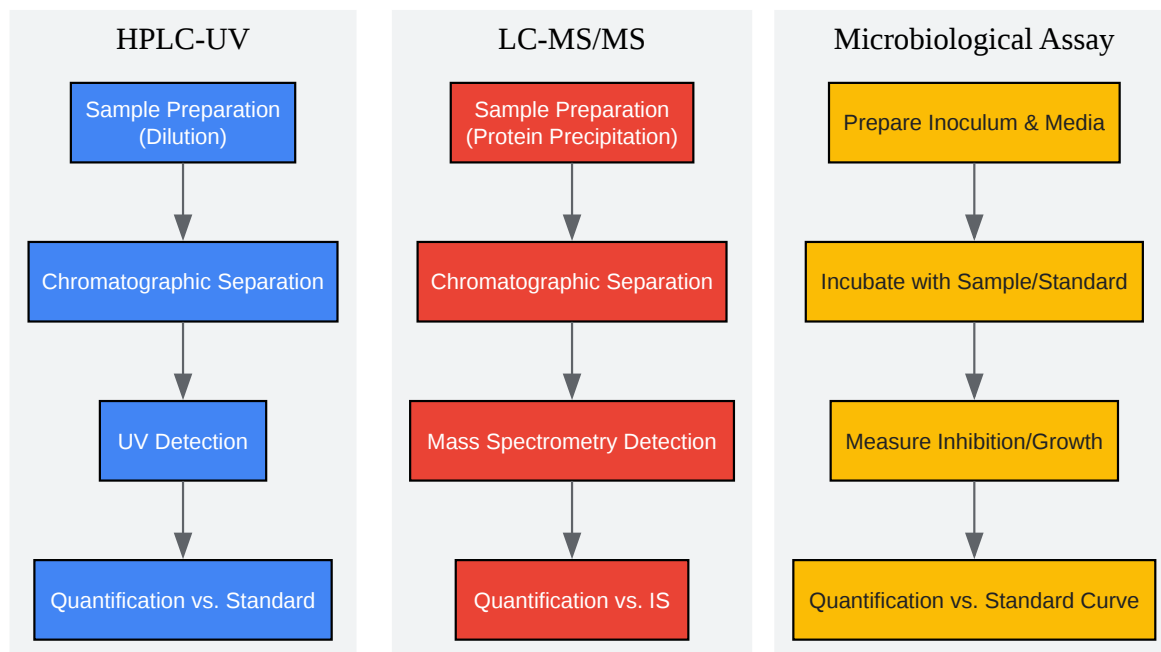 HPLC-UV
Sample Preparation
(Dilution)
Chromatographic Separation
UV Detection
Quantification vs. Standard
LC-MS/MS
Sample Preparation
(Protein Precipitation)
Chromatographic Separation
Mass Spectrometry Detection
Quantification vs. IS
Microbiological Assay
Prepare Inoculum & Media
Incubate with Sample/Standard
Measure Inhibition/Growth
Quantification vs. Standard Curve